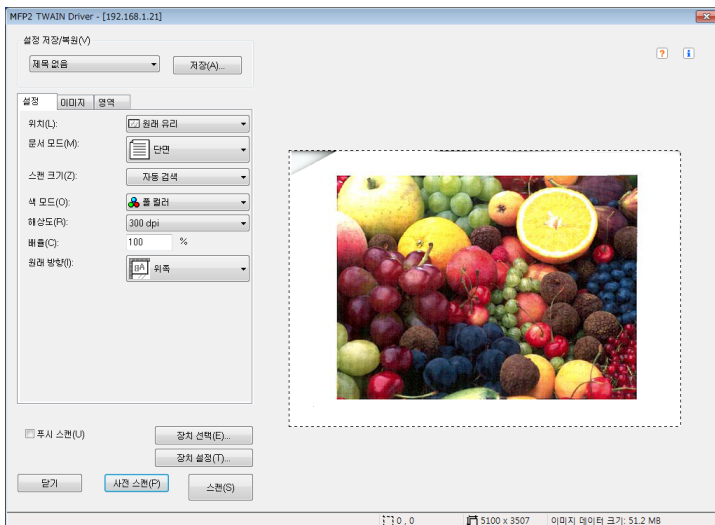 MFP2 TWAIN Driver - [192.168.1.21]
설정 저장/복원(V)
제목 없음
저장(A)...
설정 이미지 영역
위치(L): 원래 유리
문서 모드(M): 단면
스캔 크기(Z): 자동 검색
색 모드(O): 풀 컬러
해상도(R): 300 dpi
배율(C): 100 %
원래 방향(I): 위쪽
푸시 스캔(U)
장치 선택(E)...
장치 설정(T)...
닫기 사전 스캔(P) 스캔(S)
0 , 0 5100 x 3507 이미지 데이터 크기: 51.2 MB